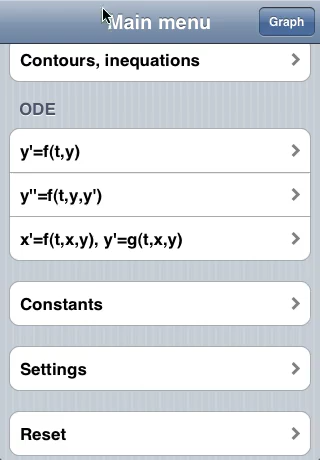 Main menu
Graph
Contours, inequations
ODE
y'=f(t,y)
y''=f(t,y,y')
x'=f(t,x,y), y'=g(t,x,y)
Constants
Settings
Reset